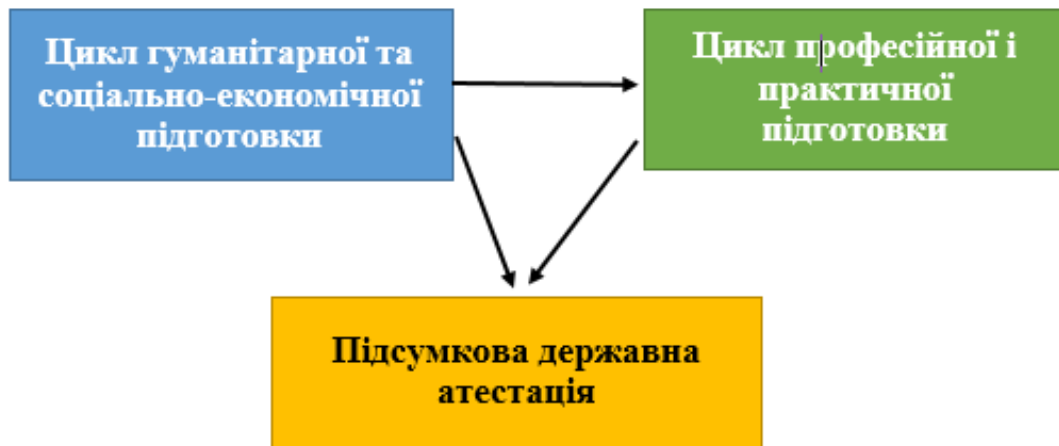 Цикл гуманітарної та
соціально-економічної
підготовки
Цикл професійної і
практичної
підготовки
Підсумкова державна
атестація